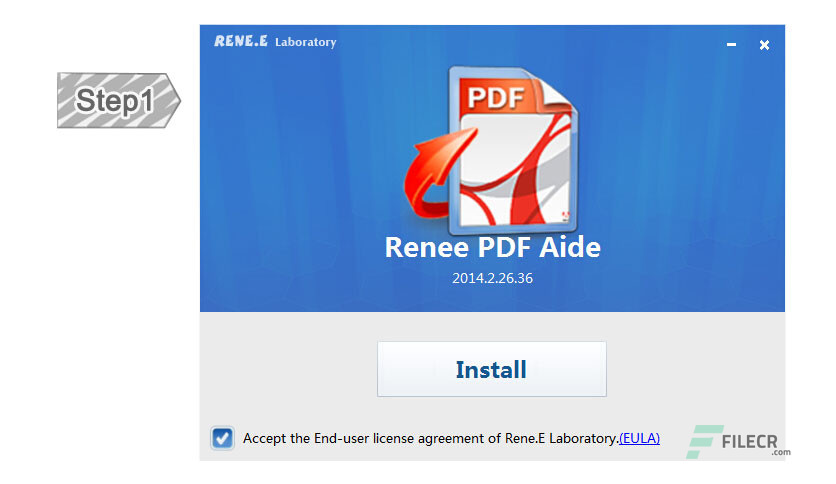 RENE.E Laboratory
Step1
PDF
Renee PDF Aide
2014.2.26.36
Install
Accept the End-user license agreement of Rene.E Laboratory.(EULA)
FILECR
.com